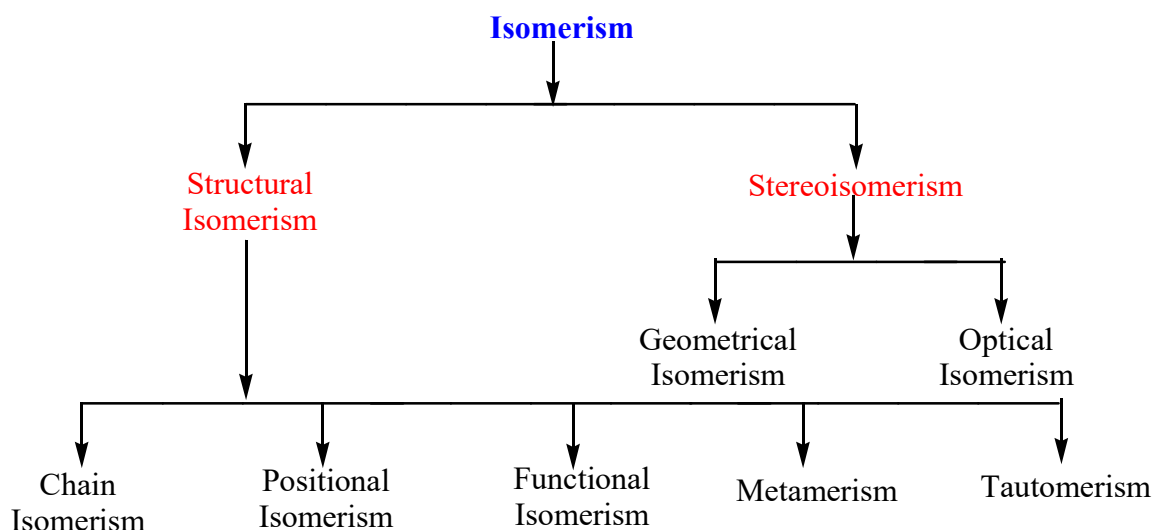 Isomerism
Structural
Isomerism
Stereoisomerism
Geometrical
Isomerism
Optical
Isomerism
Chain
Isomerism
Positional
Isomerism
Functional
Isomerism
Metamerism
Tautomerism